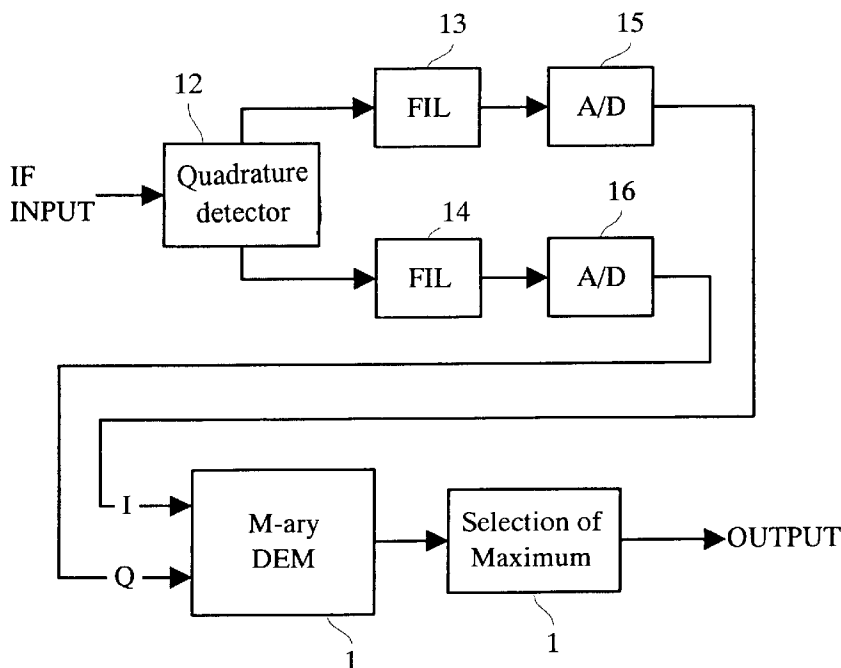 13
15
12
FIL
A/D
IF
INPUT
Quadrature
detector
14
16
FIL
A/D
I
M-ary
DEM
Selection of
Maximum
OUTPUT
Q
1
1